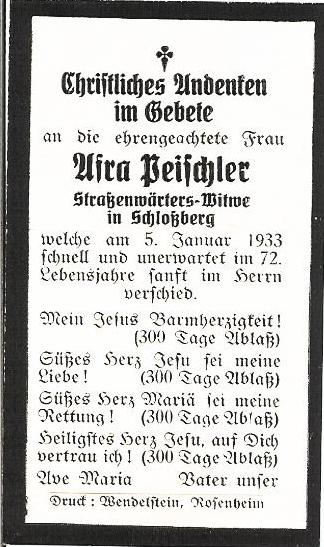 Christliches Andenken
im Gebete
an die ehrengeachtete Frau
Afra Peischler
Straßenwärters-Witwe
in Schloßberg
welche am 5. Januar 1933
schnell und unerwartet im 72.
Lebensjahre sanft im Herrn
verschied.
Mein Jesus Barmherzigkeit!
(300 Tage Ablaß)
Süßes Herz Jesu sei meine
Liebe! (300 Tage Ablaß)
Süßes Herz Mariä sei meine
Rettung! (300 Tage Ablaß)
Heiligstes Herz Jesu, auf Dich
vertrau ich! (300 Tage Ablaß)
Ave Maria Vater unser
Druck: Wendelstein, Rosenheim